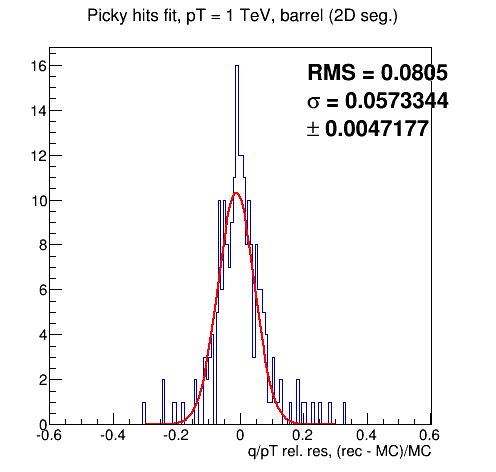 Picky hits fit, pT = 1 TeV, barrel (2D seg.)
RMS = 0.0805
σ = 0.0573344
± 0.0047177
16
14
12
10
8
6
4
2
0
-0.6 -0.4 -0.2 0 0.2 0.4 0.6
q/pT rel. res, (rec - MC)/MC